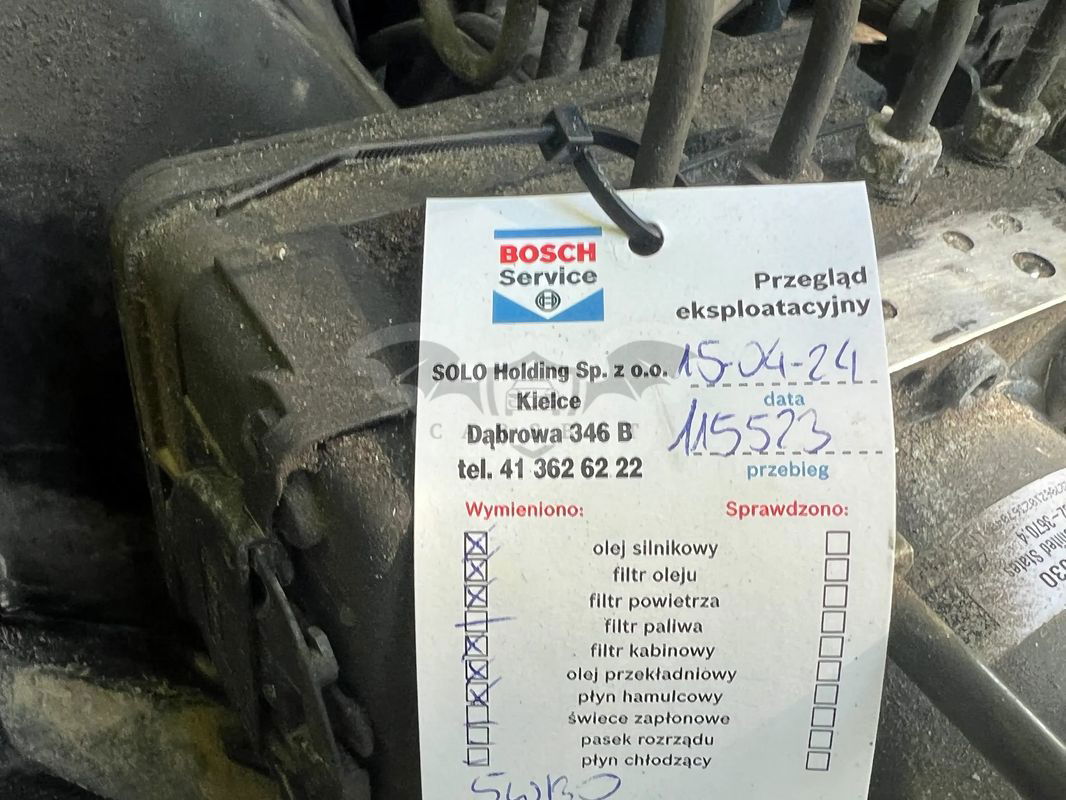 BOSCH
Service
Przegląd
eksploatacyjny
SOLO Holding Sp. z o.o.
15-04-24
Kielce
data
Dąbrowa 346 B
115523
tel. 41 362 62 22
przebieg
Wymieniono:
Sprawdzono:
olej silnikowy
filtr oleju
filtr powietrza
filtr paliwa
filtr kabinowy
olej przekładniowy
płyn hamulcowy
świece zapłonowe
pasek rozrządu
płyn chłodzący
5W30